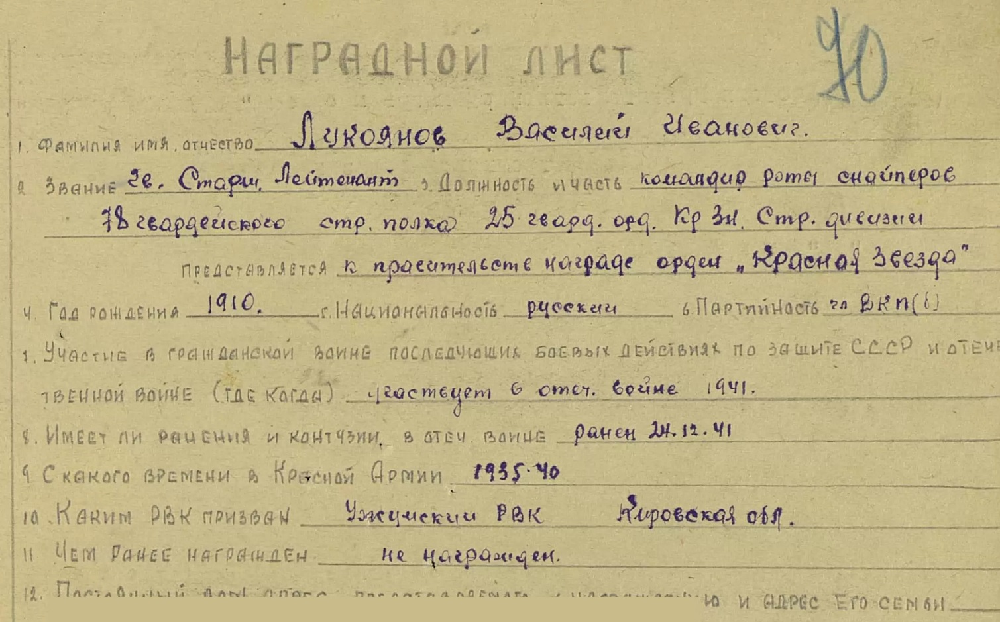 70
НАГРАДНОЙ ЛИСТ
1. Фамилия имя. отчество Лукоянов Василий Иванович.
2 Звание Гв. Старш. Лейтенант 3. Должность и часть командир роты снайперов
78 гвардейского стр. полка 25 гвард. орд. Кр Зн. Стр. дивизии
представляется к правительств награде орден „Красная Звезда"
4. Год рождения 1910. г. Национальность русский 6. Партийность чл ВКП(б)
7. Участие в гражданской войне последующих боевых действиях по защите СССР и отече
твенной войне (где когда) участвует в отеч. войне 1941.
8. Имеет ли ранения и контузии. в отеч. войне ранен 24.12.41
9 С какого времени в Красной Армии 1935-40
10. Каким РВК призван Уржумский РВК Кировская обл.
11 Чем ранее награжден не награжден.
12. Постоянный ю и адрес его семьи